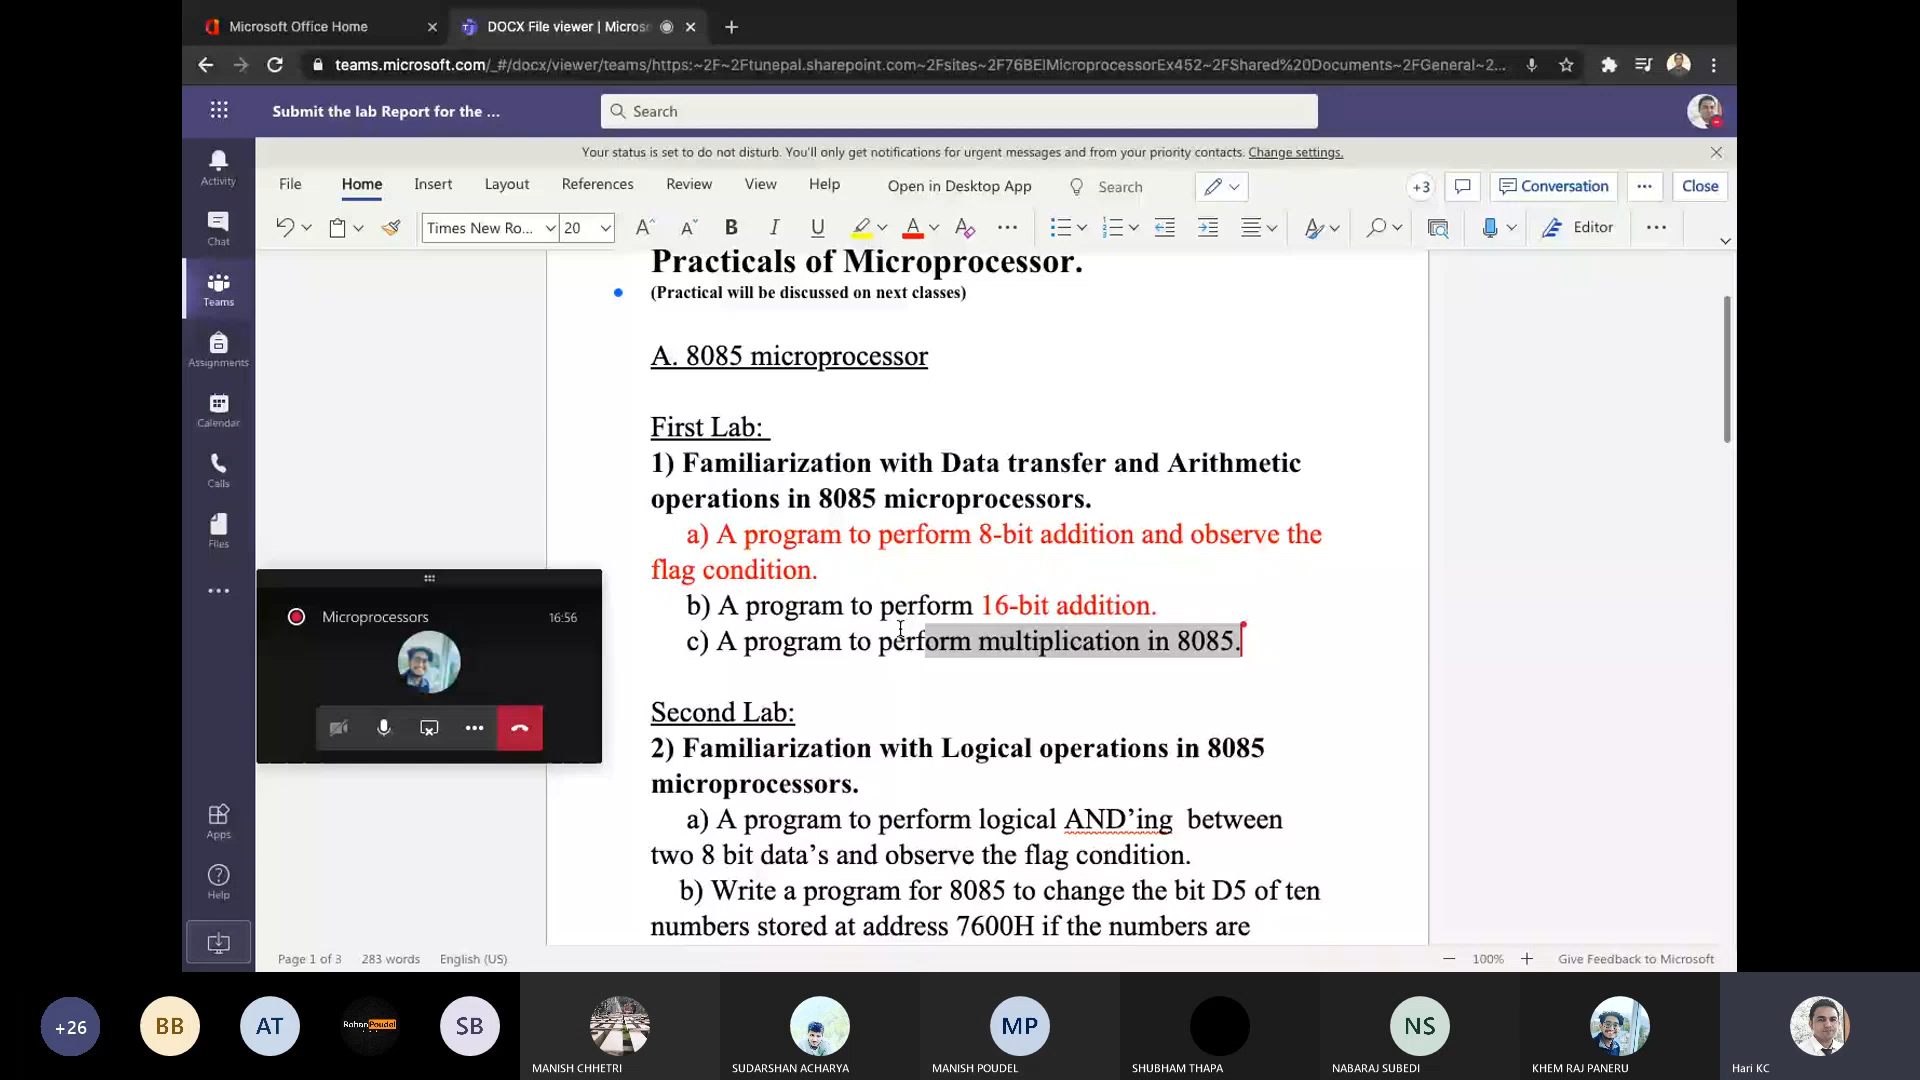 Microsoft Office Home
DOCX File viewer | Micros
teams.microsoft.com/_#/docx/viewer/teams/https:~2F~2Ftunepal.sharepoint.com~2Fsites~2F76BEIMicroprocessorEx452~2FShared%20Documents~2FGeneral~2...
Submit the lab Report for the ...
Search
Your status is set to do not disturb. You'll only get notifications for urgent messages and from your priority contacts. Change settings.
File Home Insert Layout References Review View Help Open in Desktop App Search +3 Conversation Close
Times New Ro... 20 Editor
Activity
Chat
Teams
Assignments
Calendar
Calls
Files
Apps
Help
Practicals of Microprocessor.
(Practical will be discussed on next classes)
A. 8085 microprocessor
First Lab:
1) Familiarization with Data transfer and Arithmetic
operations in 8085 microprocessors.
a) A program to perform 8-bit addition and observe the
flag condition.
b) A program to perform 16-bit addition.
c) A program to perform multiplication in 8085.
Second Lab:
2) Familiarization with Logical operations in 8085
microprocessors.
a) A program to perform logical AND’ing between
two 8 bit data’s and observe the flag condition.
b) Write a program for 8085 to change the bit D5 of ten
numbers stored at address 7600H if the numbers are
Microprocessors 16:56
Page 1 of 3 283 words English (US) 100% Give Feedback to Microsoft
+26 BB AT Rohan Poudel SB MP NS
MANISH CHHETRI SUDARSHAN ACHARYA MANISH POUDEL SHUBHAM THAPA NABARAJ SUBEDI KHEM RAJ PANERU Hari KC